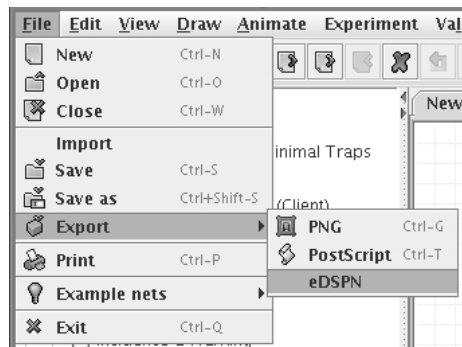 File Edit View Draw Animate Experiment Val
New Ctrl-N
Open Ctrl-O
Close Ctrl-W
New
Import
inimal Traps
Save Ctrl-S
Save as Ctrl+Shift-S
(Client)
Export
PNG Ctrl-G
PostScript Ctrl-T
eDSPN
Print Ctrl-P
Example nets
Exit Ctrl-Q